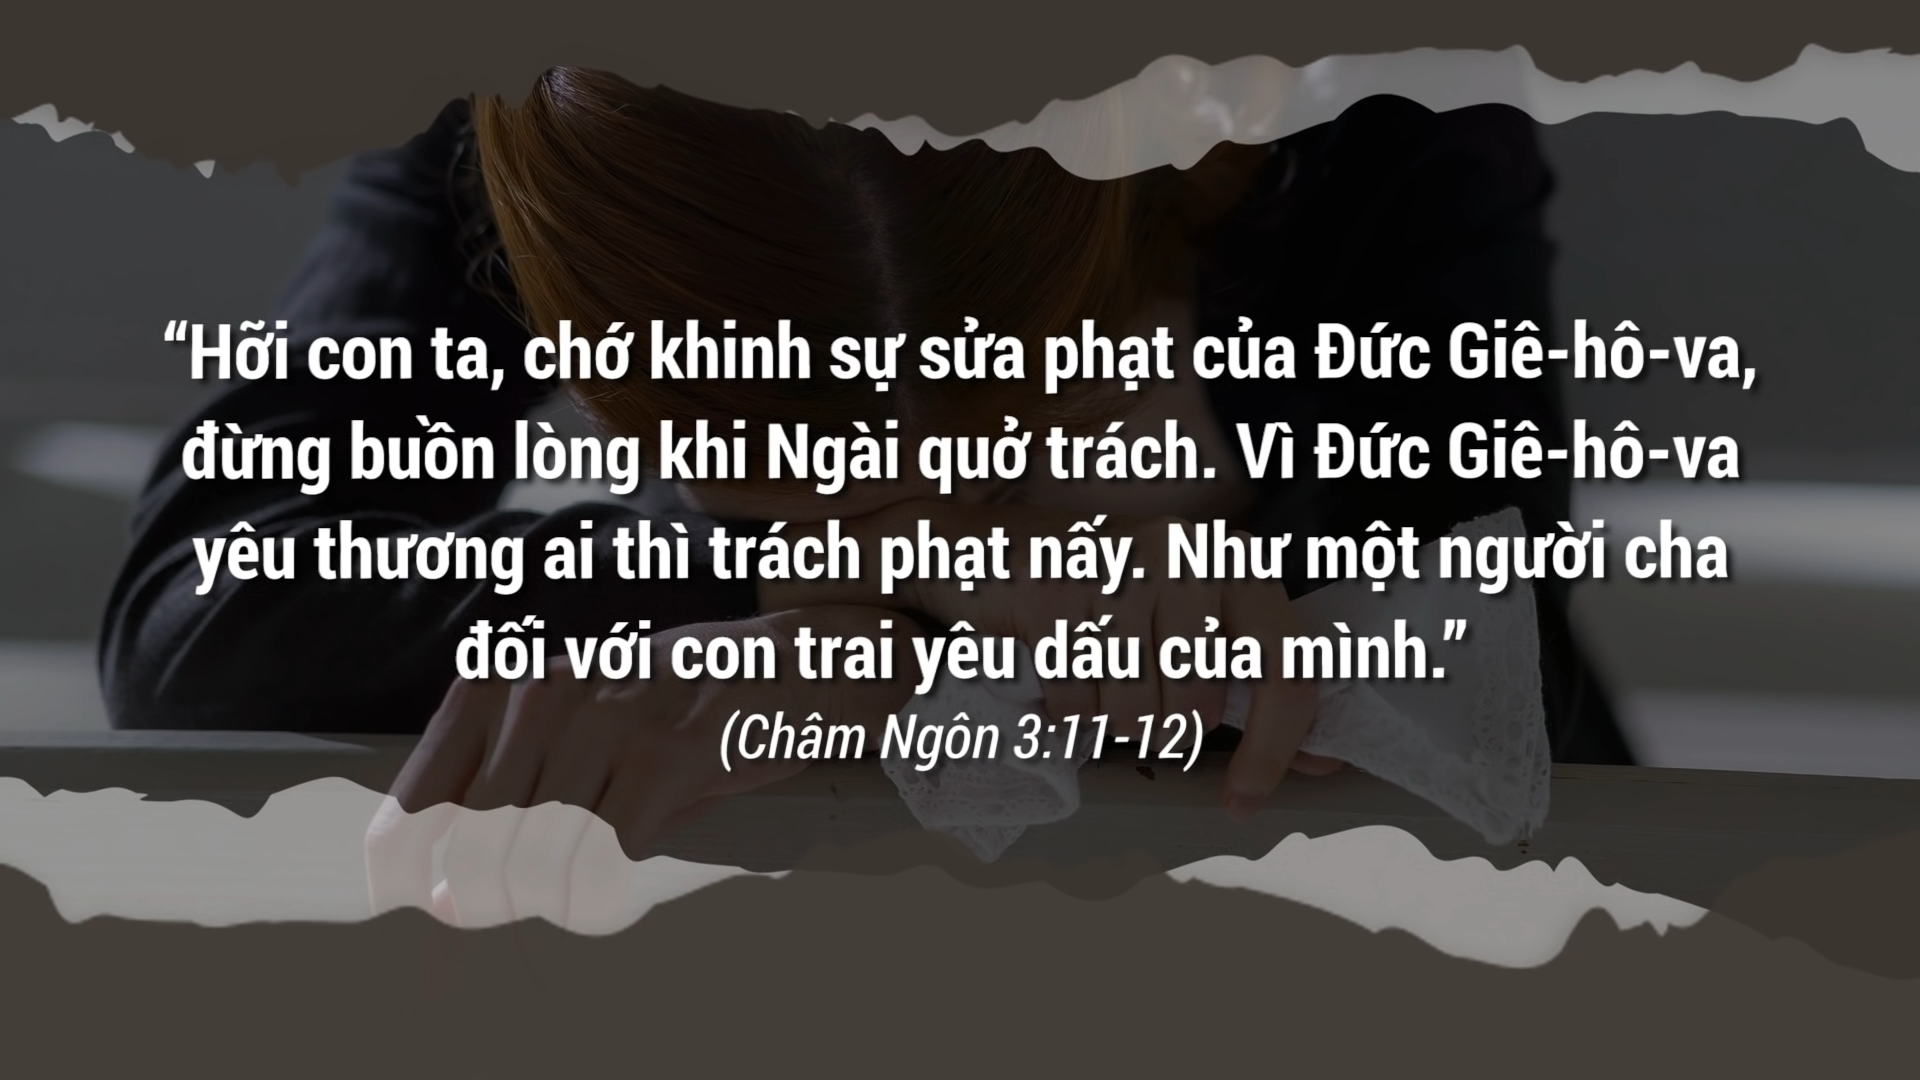 “Hỡi con ta, chớ khinh sự sửa phạt của Đức Giê-hô-va,
đừng buồn lòng khi Ngài quở trách. Vì Đức Giê-hô-va
yêu thương ai thì trách phạt nấy. Như một người cha
đối với con trai yêu dấu của mình.”
(Châm Ngôn 3:11-12)